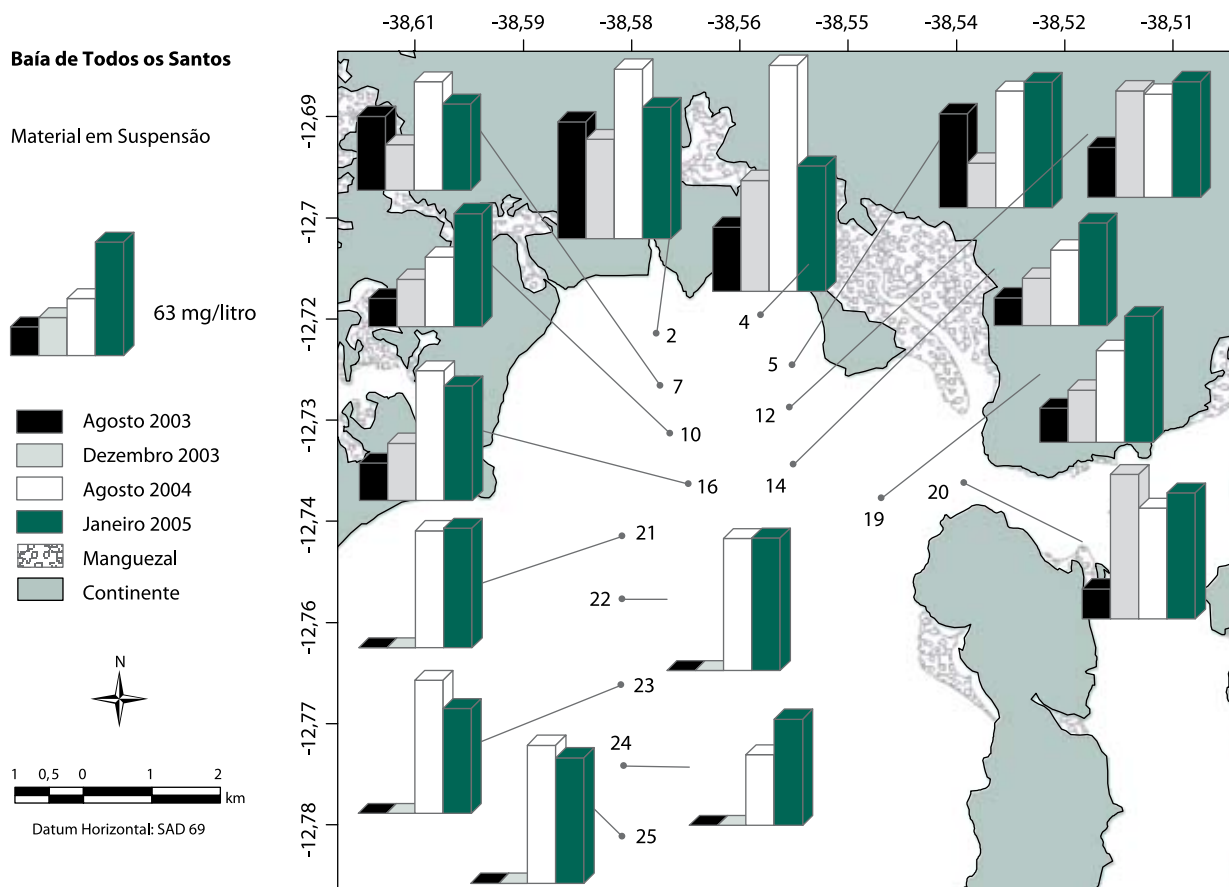 -38,61 -38,59 -38,58 -38,56 -38,55 -38,54 -38,52 -38,51
Baía de Todos os Santos
Material em Suspensão
63 mg/litro
Agosto 2003
Dezembro 2003
Agosto 2004
Janeiro 2005
Manguezal
Continente
N
1 0,5 0 1 2
km
Datum Horizontal: SAD 69
-12,69
-12,7
-12,72
-12,73
-12,74
-12,76
-12,77
-12,78
2
4
5
7
12
10
14
16
19
20
21
22
23
24
25